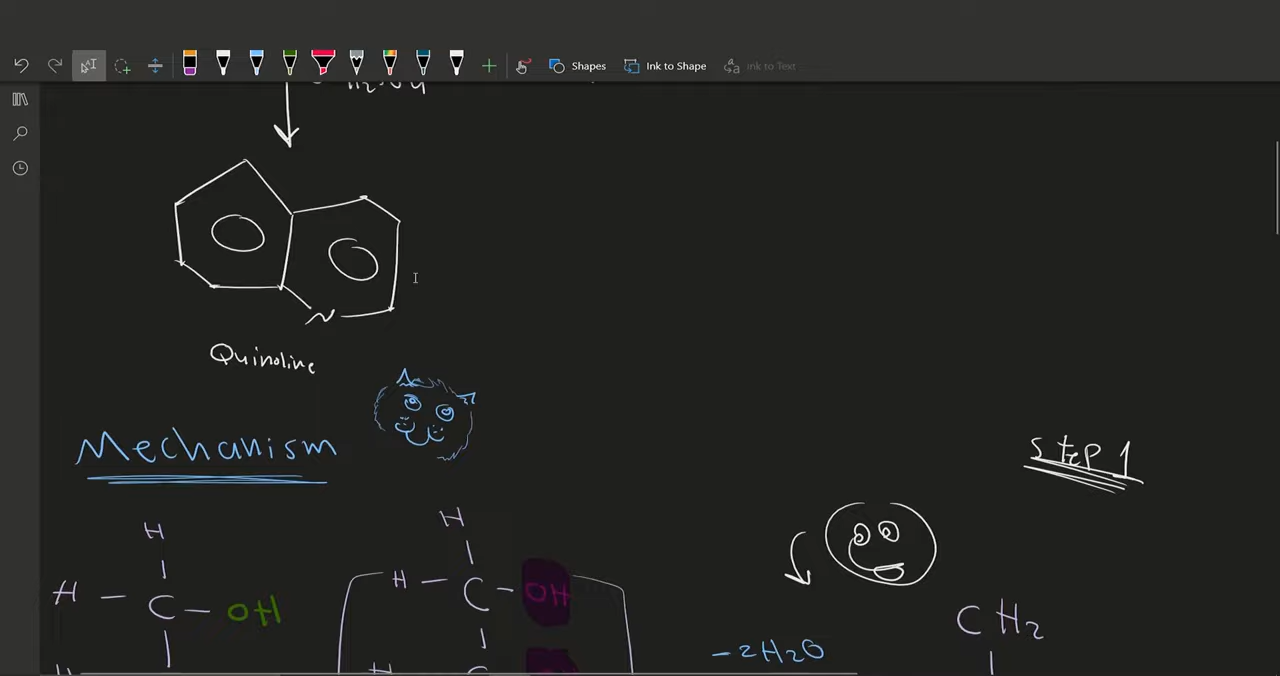 Shapes
Ink to Shape
Ink to Text
N
Quinoline
Mechanism
Step 1
H
H
H - C - OH
H - C - OH
C
-2H2O
CH2